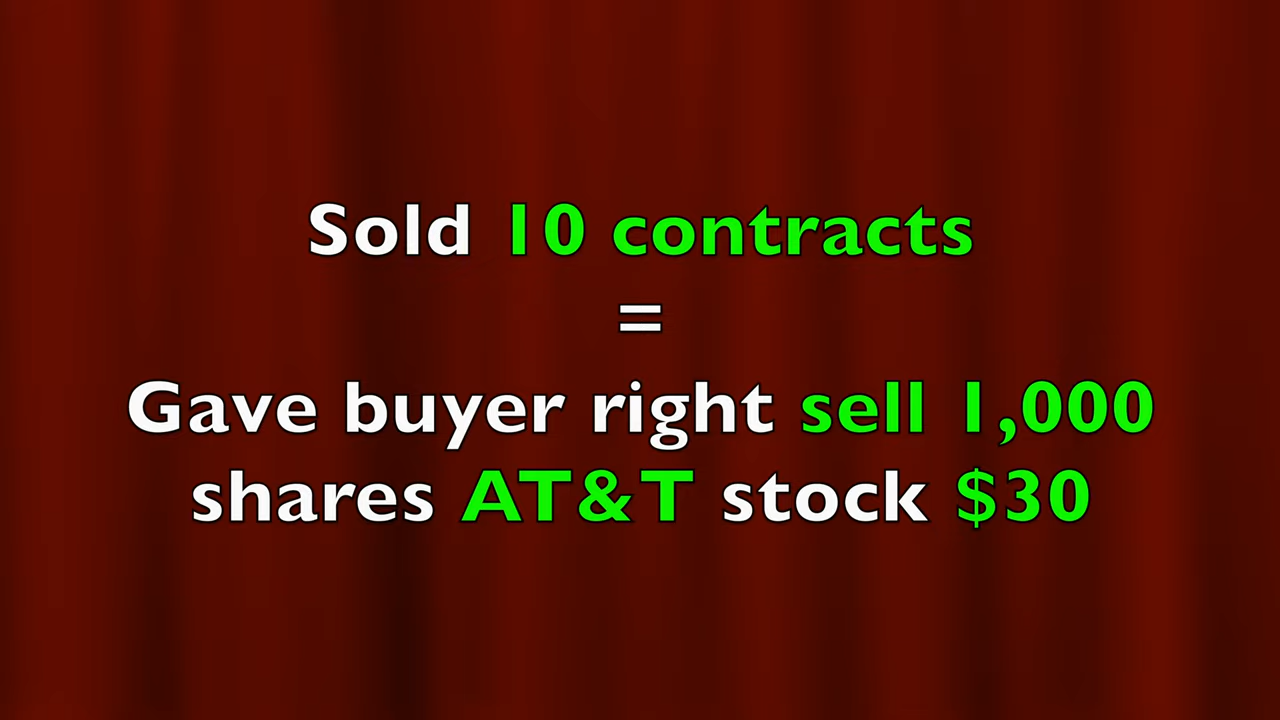 Sold 10 contracts
=
Gave buyer right sell 1,000
shares AT&T stock $30